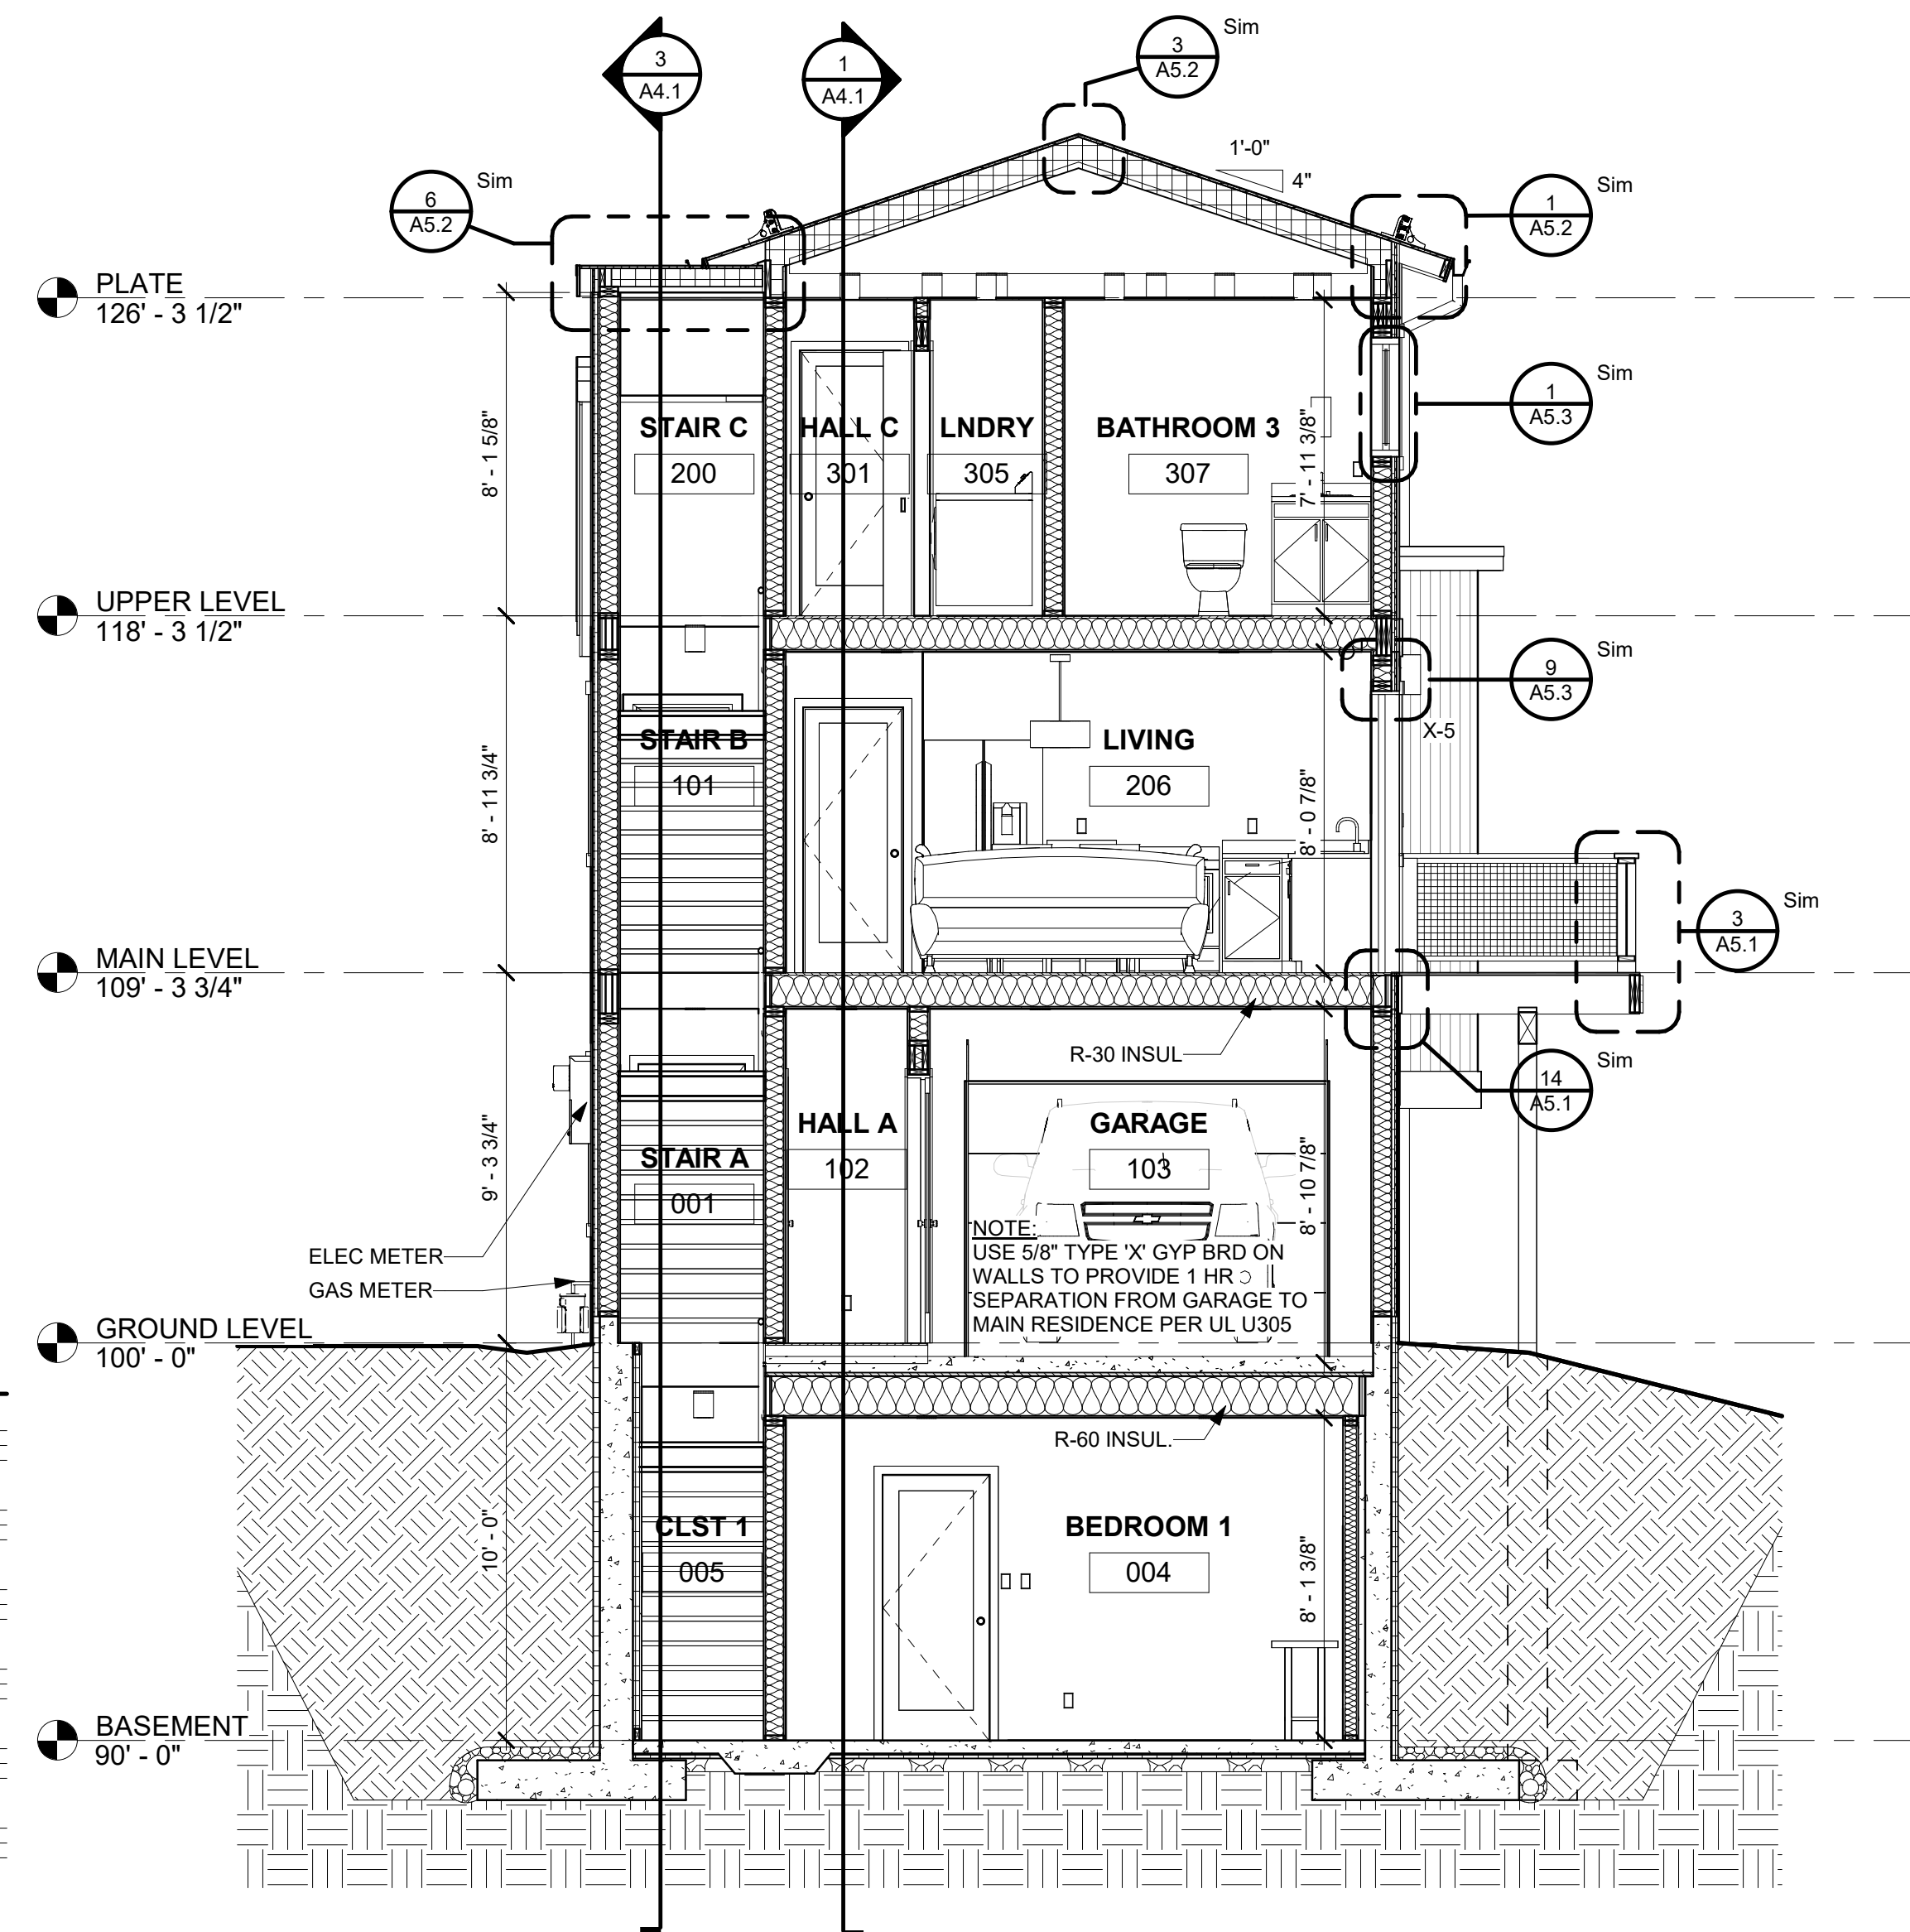 Sim
3
A4.1
1
A4.1
3
A5.2
1'-0"
4"
6
A5.2
Sim
1
A5.2
Sim
PLATE
126' - 3 1/2"
1
A5.3
Sim
8' - 1 5/8"
STAIR C
200
HALL C
301
LNDRY
305
BATHROOM 3
307
7' - 11 3/8"
UPPER LEVEL
118' - 3 1/2"
9
A5.3
Sim
X-5
8' - 11 3/4"
STAIR B
101
LIVING
206
8' - 0 7/8"
3
A5.1
Sim
MAIN LEVEL
109' - 3 3/4"
R-30 INSUL
14
A5.1
Sim
9' - 3 3/4"
HALL A
102
GARAGE
103
8' - 10 7/8"
STAIR A
001
NOTE:
USE 5/8" TYPE 'X' GYP BRD ON
WALLS TO PROVIDE 1 HR
SEPARATION FROM GARAGE TO
MAIN RESIDENCE PER UL U305
ELEC METER
GAS METER
GROUND LEVEL
100' - 0"
R-60 INSUL.
10' - 0"
CLST 1
005
BEDROOM 1
004
8' - 1 3/8"
BASEMENT
90' - 0"